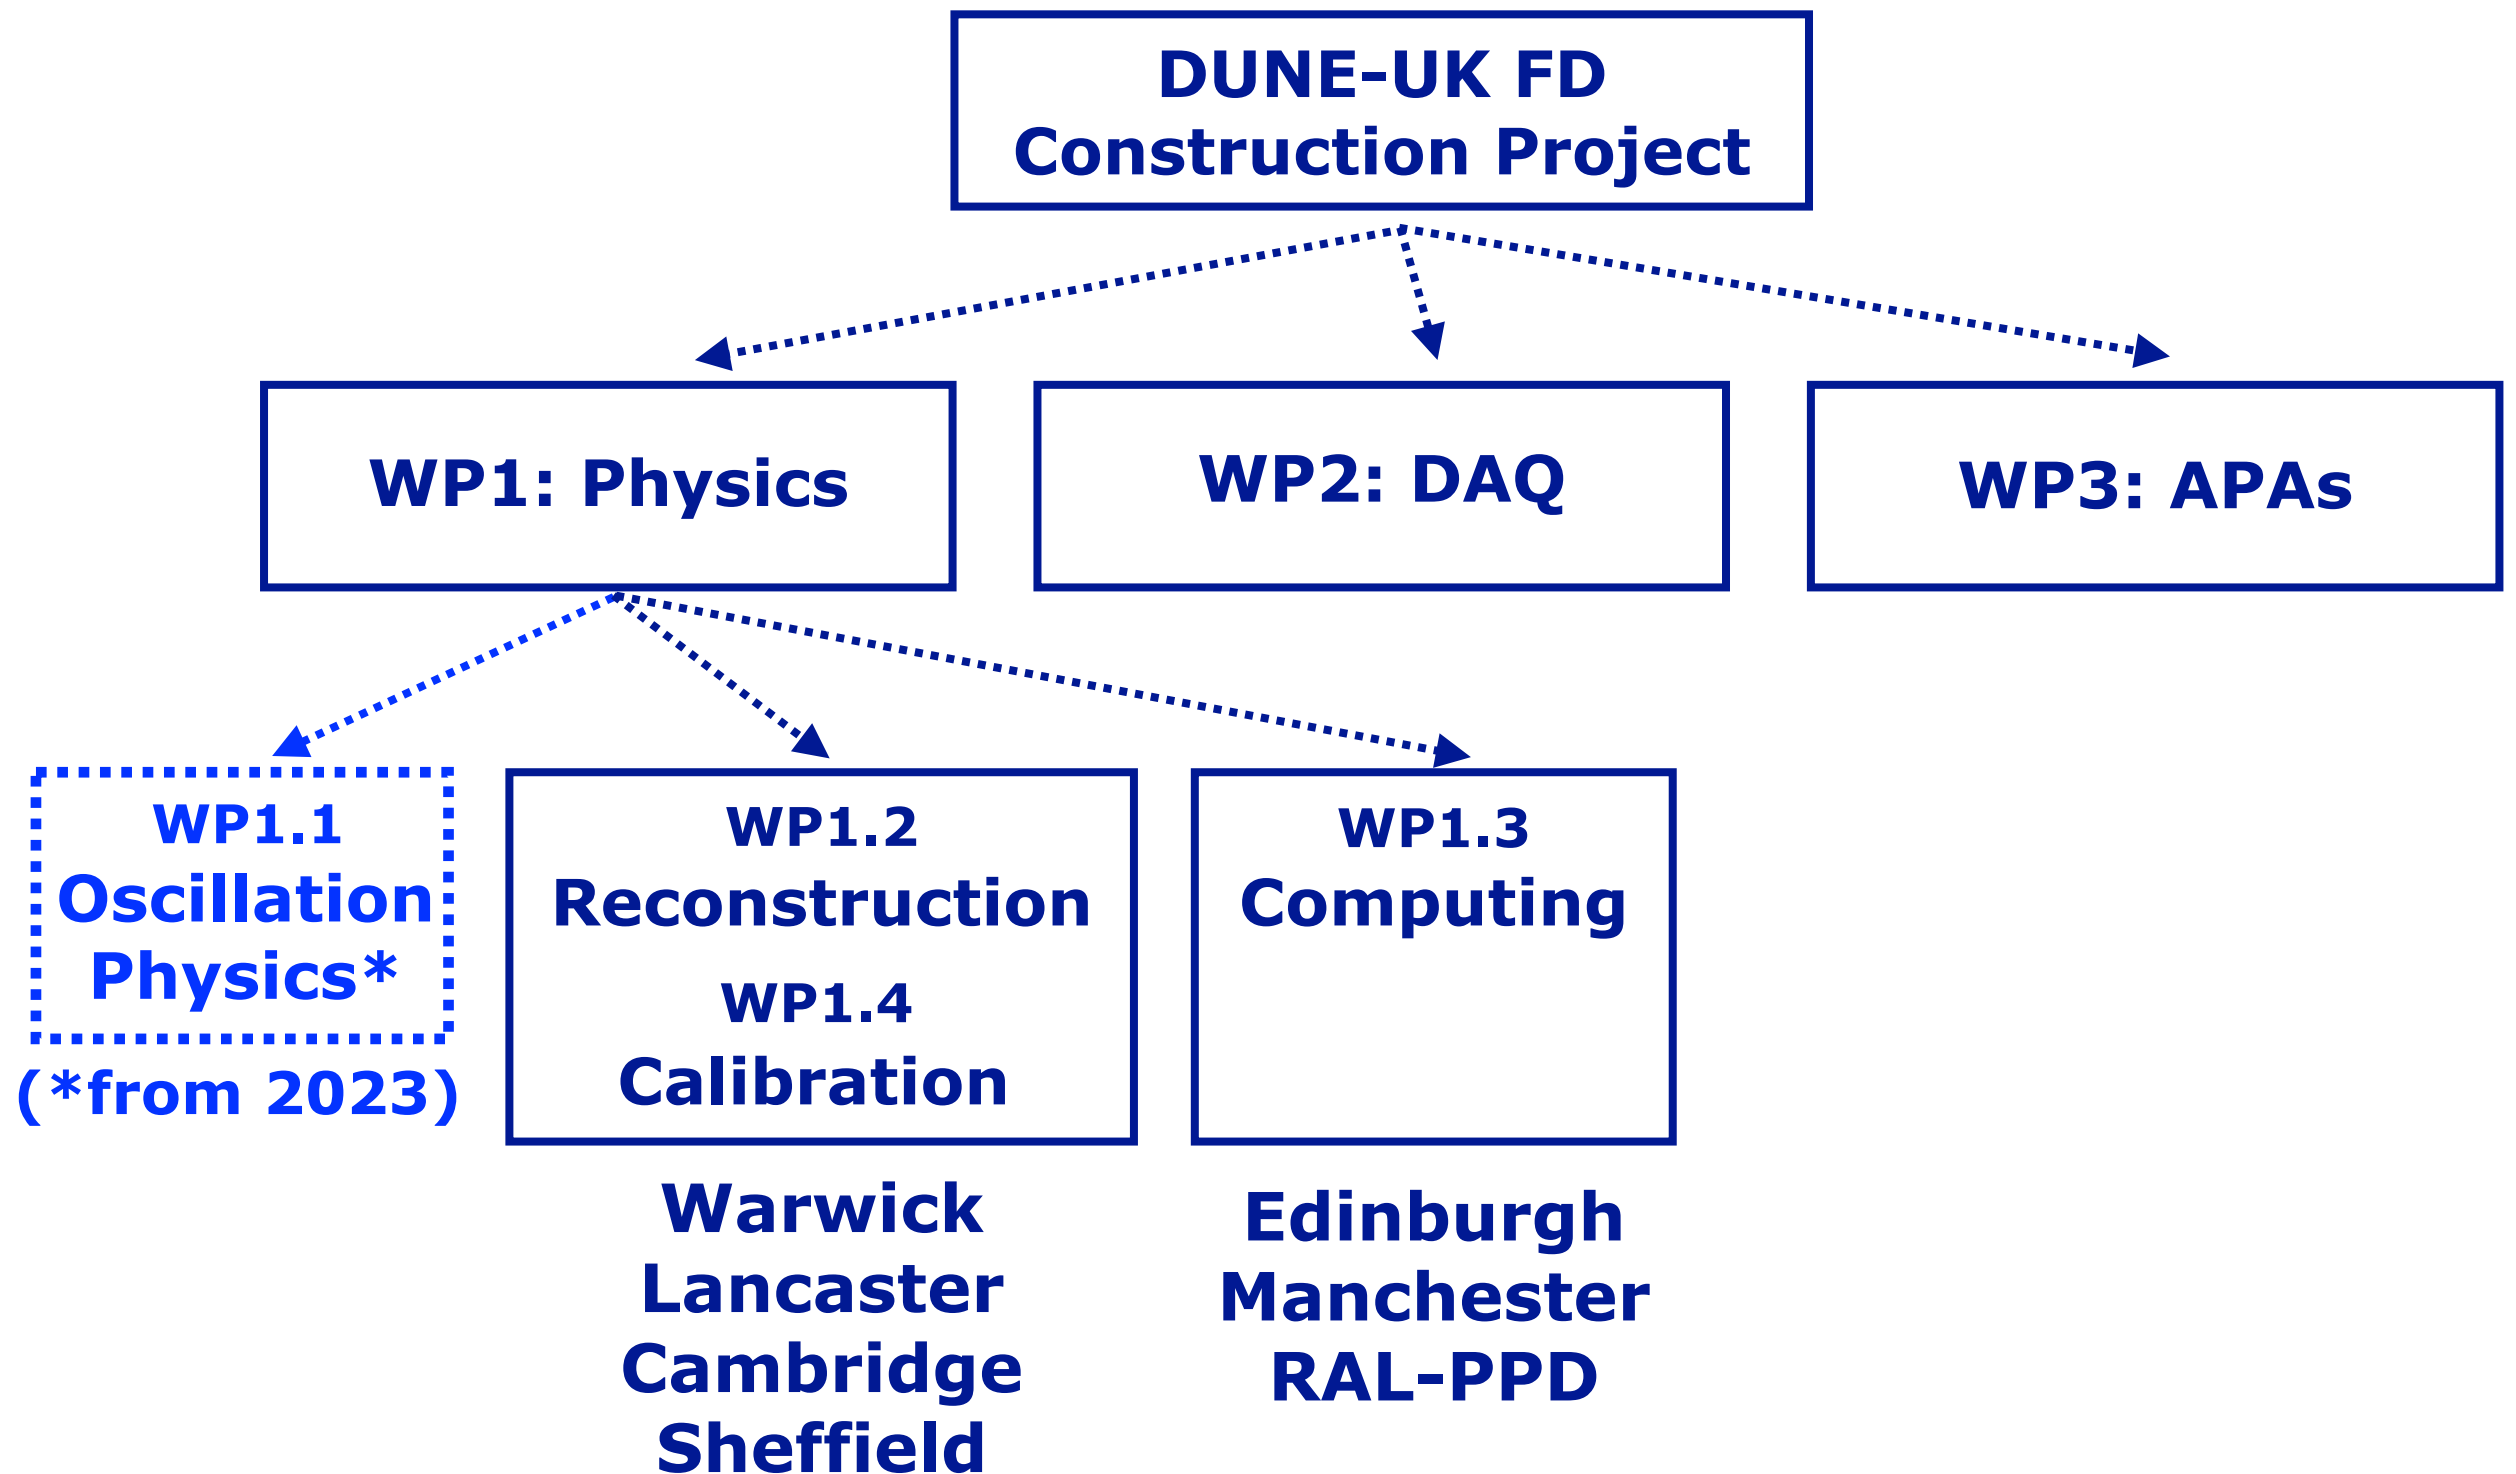 DUNE-UK FD
Construction Project
WP1: Physics
WP2: DAQ
WP3: APAs
WP1.1
Oscillation
Physics*
(*from 2023)
WP1.2
Reconstruction
WP1.4
Calibration
Warwick
Lancaster
Cambridge
Sheffield
WP1.3
Computing
Edinburgh
Manchester
RAL-PPD